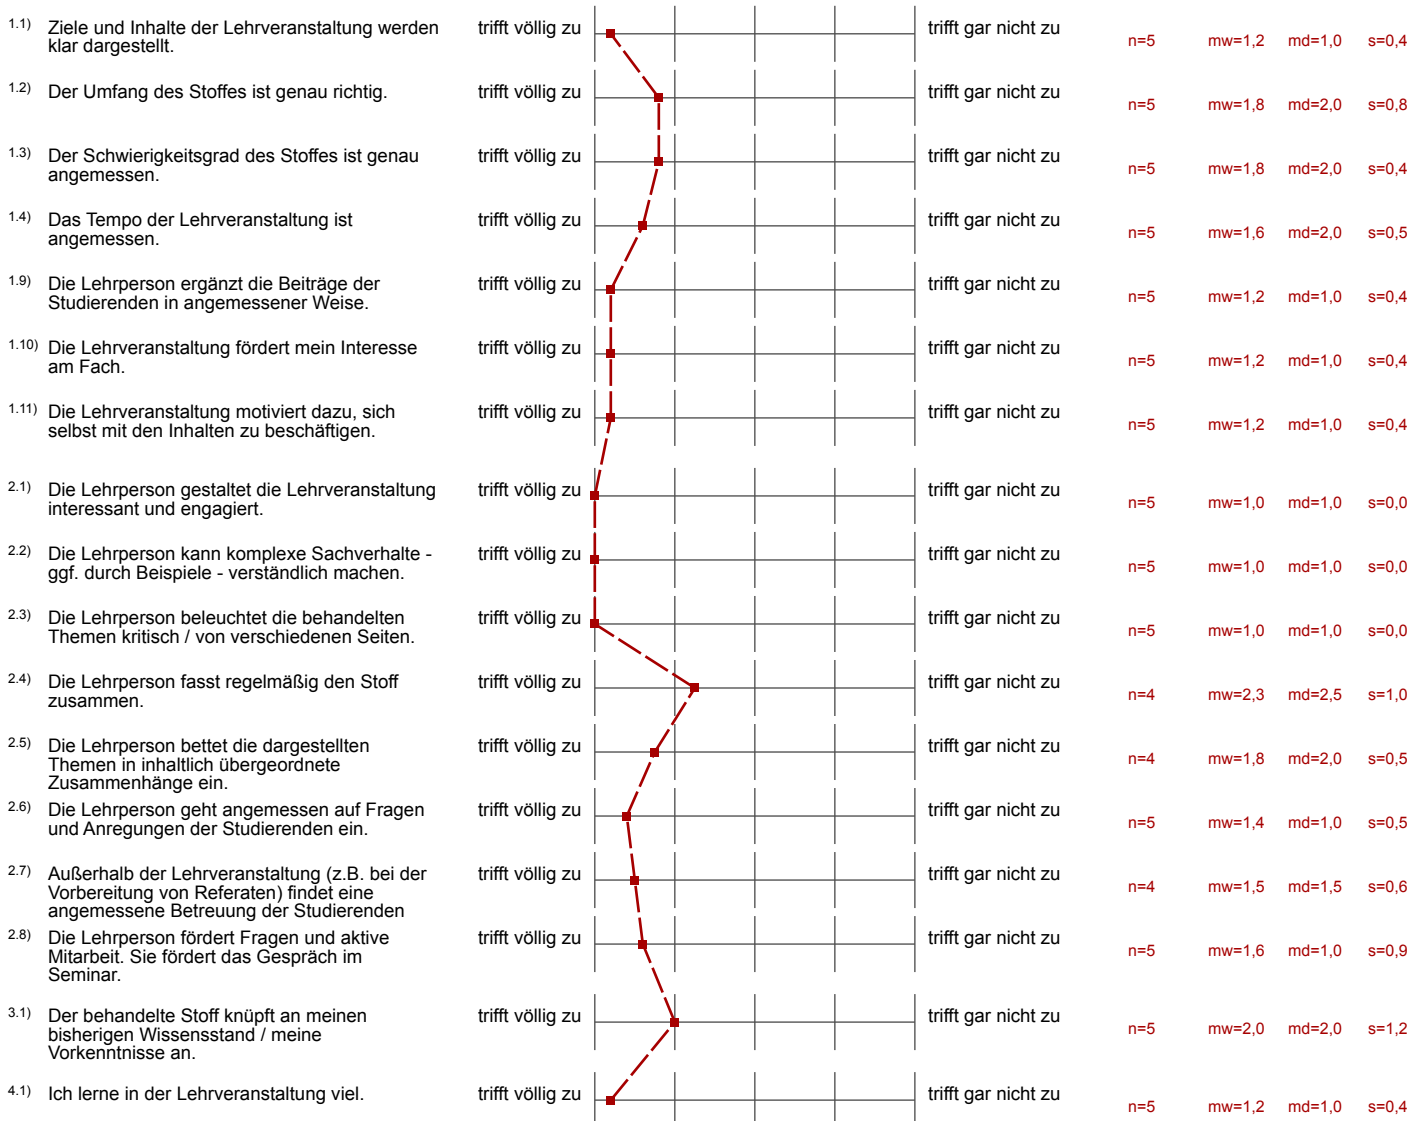 1.1) Ziele und Inhalte der Lehrveranstaltung werden klar dargestellt. trifft völlig zu trifft gar nicht zu n=5 mw=1,2 md=1,0 s=0,4
1.2) Der Umfang des Stoffes ist genau richtig. trifft völlig zu trifft gar nicht zu n=5 mw=1,8 md=2,0 s=0,8
1.3) Der Schwierigkeitsgrad des Stoffes ist genau angemessen. trifft völlig zu trifft gar nicht zu n=5 mw=1,8 md=2,0 s=0,4
1.4) Das Tempo der Lehrveranstaltung ist angemessen. trifft völlig zu trifft gar nicht zu n=5 mw=1,6 md=2,0 s=0,5
1.9) Die Lehrperson ergänzt die Beiträge der Studierenden in angemessener Weise. trifft völlig zu trifft gar nicht zu n=5 mw=1,2 md=1,0 s=0,4
1.10) Die Lehrveranstaltung fördert mein Interesse am Fach. trifft völlig zu trifft gar nicht zu n=5 mw=1,2 md=1,0 s=0,4
1.11) Die Lehrveranstaltung motiviert dazu, sich selbst mit den Inhalten zu beschäftigen. trifft völlig zu trifft gar nicht zu n=5 mw=1,2 md=1,0 s=0,4
2.1) Die Lehrperson gestaltet die Lehrveranstaltung interessant und engagiert. trifft völlig zu trifft gar nicht zu n=5 mw=1,0 md=1,0 s=0,0
2.2) Die Lehrperson kann komplexe Sachverhalte - ggf. durch Beispiele - verständlich machen. trifft völlig zu trifft gar nicht zu n=5 mw=1,0 md=1,0 s=0,0
2.3) Die Lehrperson beleuchtet die behandelten Themen kritisch / von verschiedenen Seiten. trifft völlig zu trifft gar nicht zu n=5 mw=1,0 md=1,0 s=0,0
2.4) Die Lehrperson fasst regelmäßig den Stoff zusammen. trifft völlig zu trifft gar nicht zu n=4 mw=2,3 md=2,5 s=1,0
2.5) Die Lehrperson bettet die dargestellten Themen in inhaltlich übergeordnete Zusammenhänge ein. trifft völlig zu trifft gar nicht zu n=4 mw=1,8 md=2,0 s=0,5
2.6) Die Lehrperson geht angemessen auf Fragen und Anregungen der Studierenden ein. trifft völlig zu trifft gar nicht zu n=5 mw=1,4 md=1,0 s=0,5
2.7) Außerhalb der Lehrveranstaltung (z.B. bei der Vorbereitung von Referaten) findet eine angemessene Betreuung der Studierenden trifft völlig zu trifft gar nicht zu n=4 mw=1,5 md=1,5 s=0,6
2.8) Die Lehrperson fördert Fragen und aktive Mitarbeit. Sie fördert das Gespräch im Seminar. trifft völlig zu trifft gar nicht zu n=5 mw=1,6 md=1,0 s=0,9
3.1) Der behandelte Stoff knüpft an meinen bisherigen Wissensstand / meine Vorkenntnisse an. trifft völlig zu trifft gar nicht zu n=5 mw=2,0 md=2,0 s=1,2
4.1) Ich lerne in der Lehrveranstaltung viel. trifft völlig zu trifft gar nicht zu n=5 mw=1,2 md=1,0 s=0,4